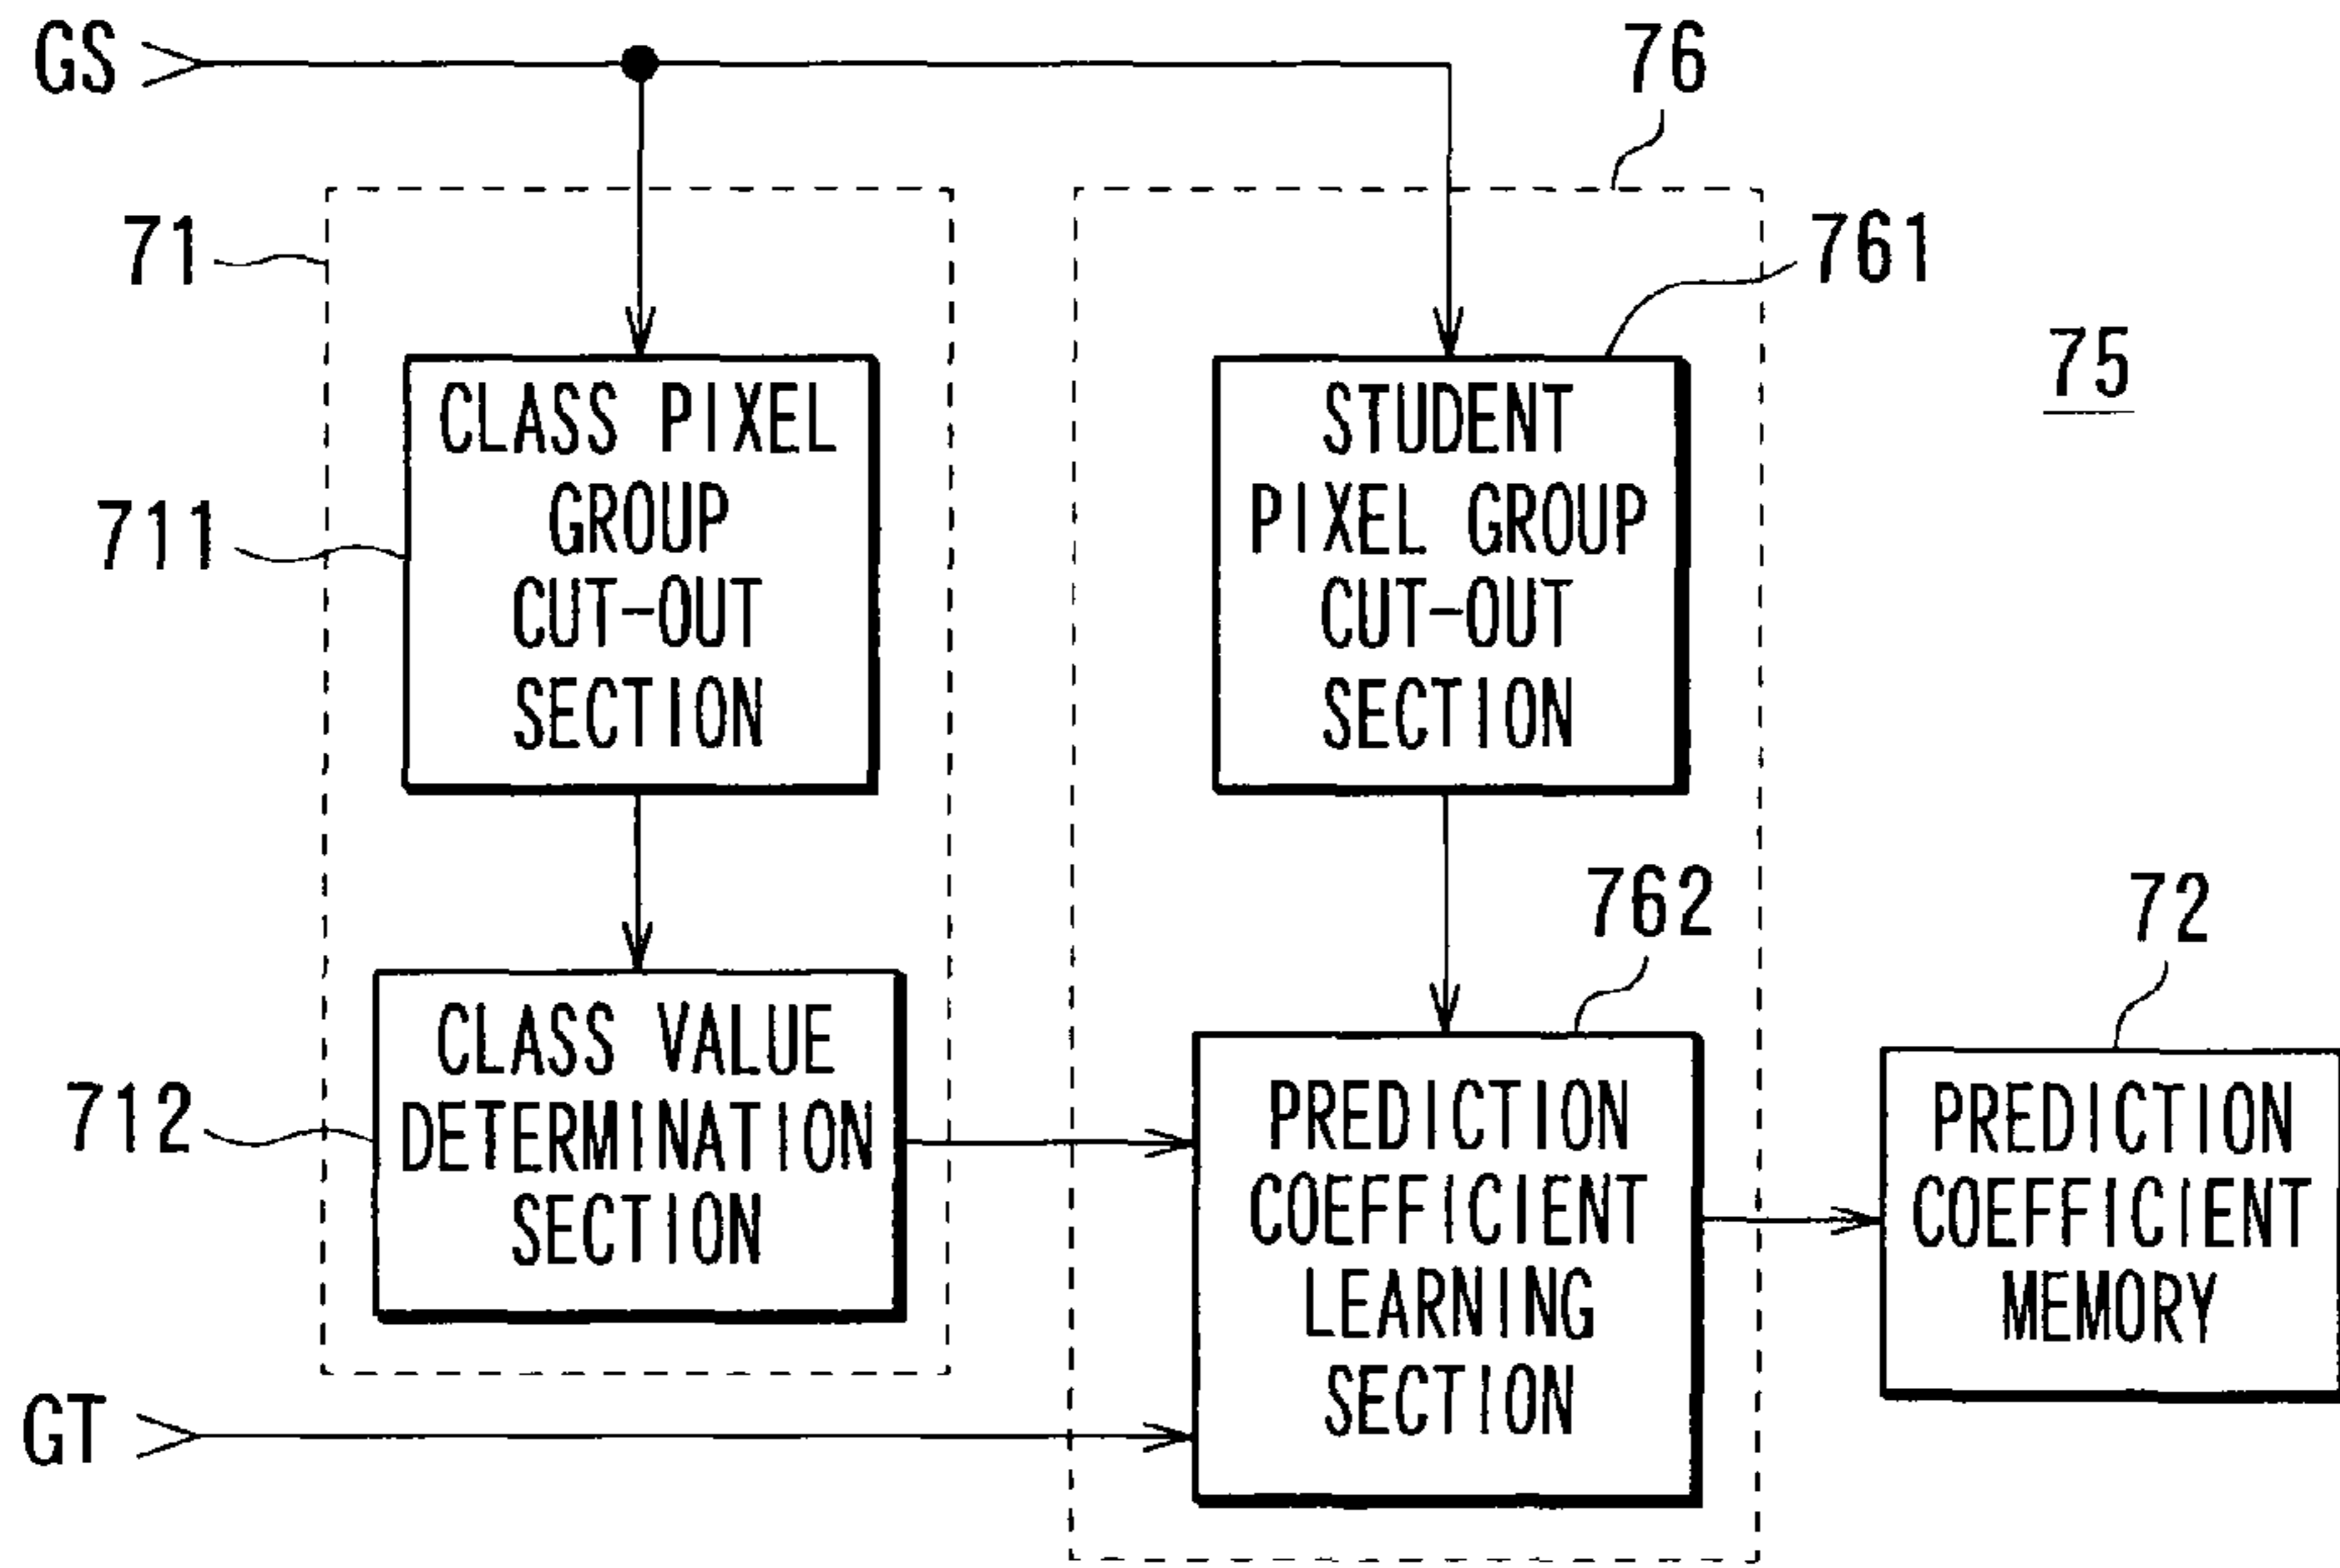 GS
76
71
761
75
CLASS PIXEL
GROUP
CUT-OUT
SECTION
711
STUDENT
PIXEL GROUP
CUT-OUT
SECTION
762
72
CLASS VALUE
DETERMINATION
SECTION
712
PREDICTION
COEFFICIENT
LEARNING
SECTION
PREDICTION
COEFFICIENT
MEMORY
GT